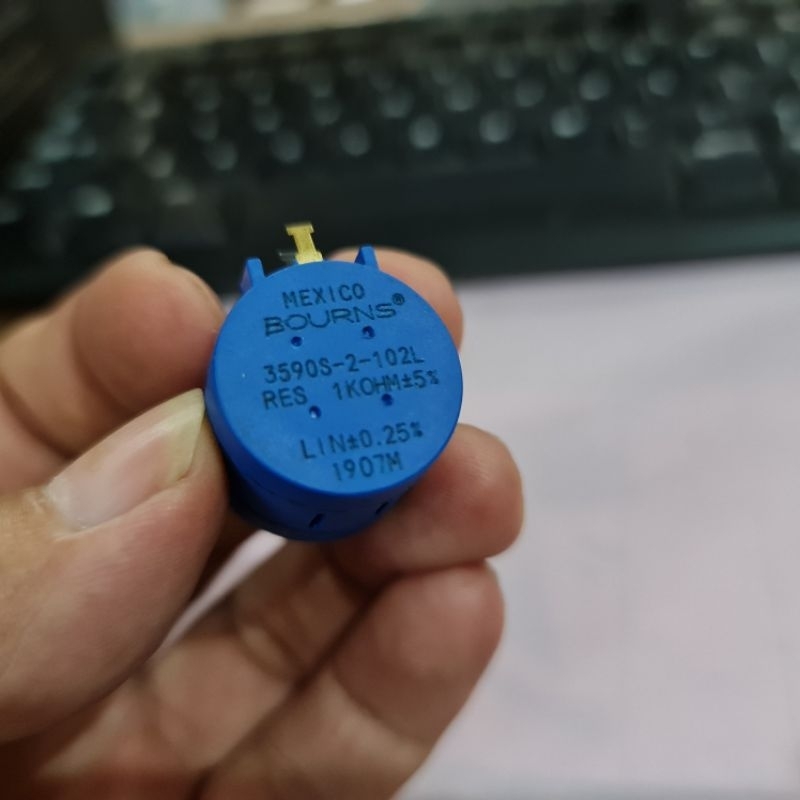 MEXICO
BOURNS®
3590S-2-102L
RES 1KOHM±5%
LIN±0.25%
1907M